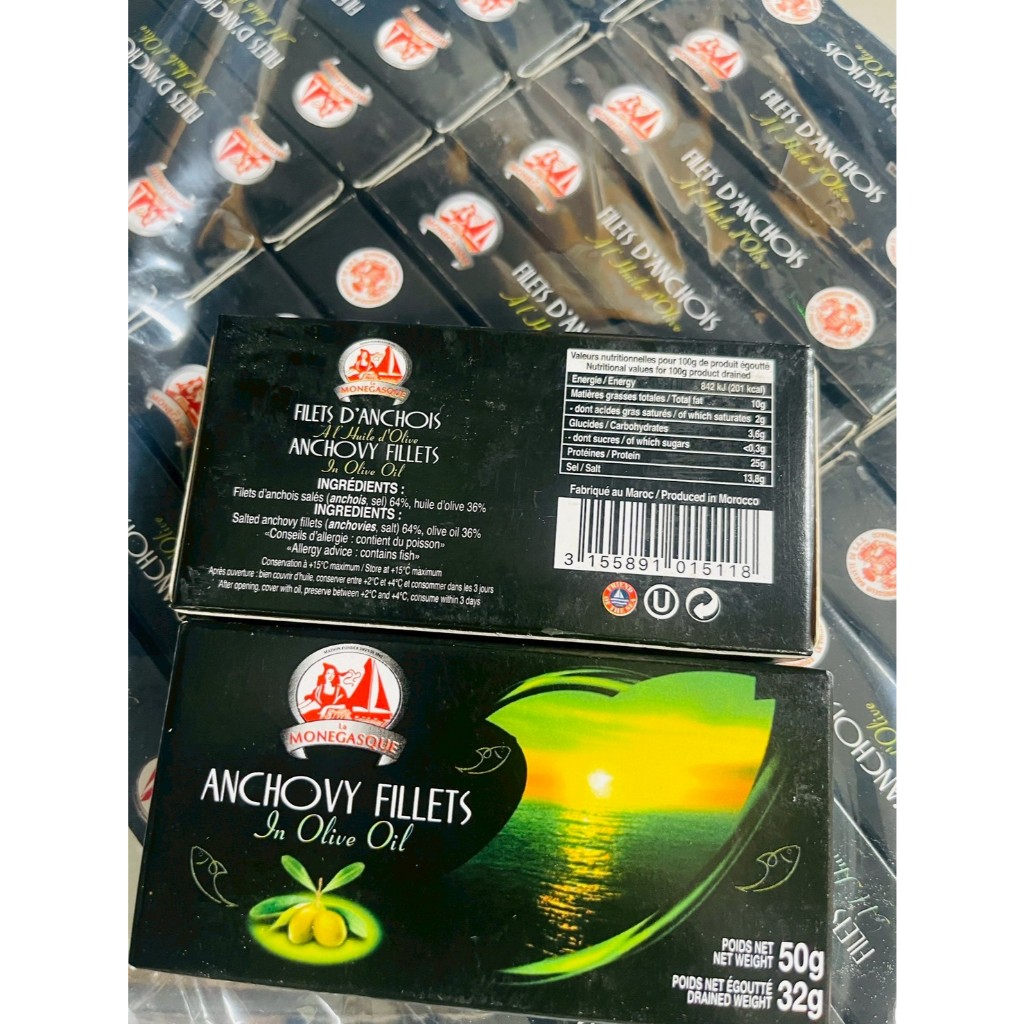 FILETS D'ANCHOIS
A l'Huile d'Olive
FILETS D'ANCHOIS
A l'Huile d'Olive
FILETS D'ANCHOIS
A l'Huile d'Olive
La
MONEGASQUE
FILETS D'ANCHOIS
A l'Huile d'Olive
ANCHOVY FILLETS
In Olive Oil
INGRÉDIENTS :
Filets d'anchois salés (anchois, sel) 64%, huile d'olive 36%
INGREDIENTS :
Salted anchovy fillets (anchovies, salt) 64%, olive oil 36%
«Conseils d'allergie : contient du poisson»
«Allergy advice : contains fish»
Conservation à +15°C maximum / Store at +15°C maximum
Après ouverture : bien couvrir d'huile, conserver entre +2°C et +4°C et consommer dans les 3 jours
After opening, cover with oil, preserve between +2°C and +4°C, consume within 3 days
Valeurs nutritionnelles pour 100g de produit égoutté
Nutritional values for 100g product drained
Energie / Energy 842 kJ (201 kcal)
Matières grasses totales / Total fat 10g
- dont acides gras saturés / of which saturates 2g
Glucides / Carbohydrates 3,6g
- dont sucres / of which sugars <0,3g
Protéines / Protein 25g
Sel / Salt 13,8g
Fabriqué au Maroc / Produced in Morocco
3 155891 015118
U
La
MONEGASQUE
ANCHOVY FILLETS
In Olive Oil
POIDS NET
NET WEIGHT 50g
POIDS NET ÉGOUTTÉ
DRAINED WEIGHT 32g